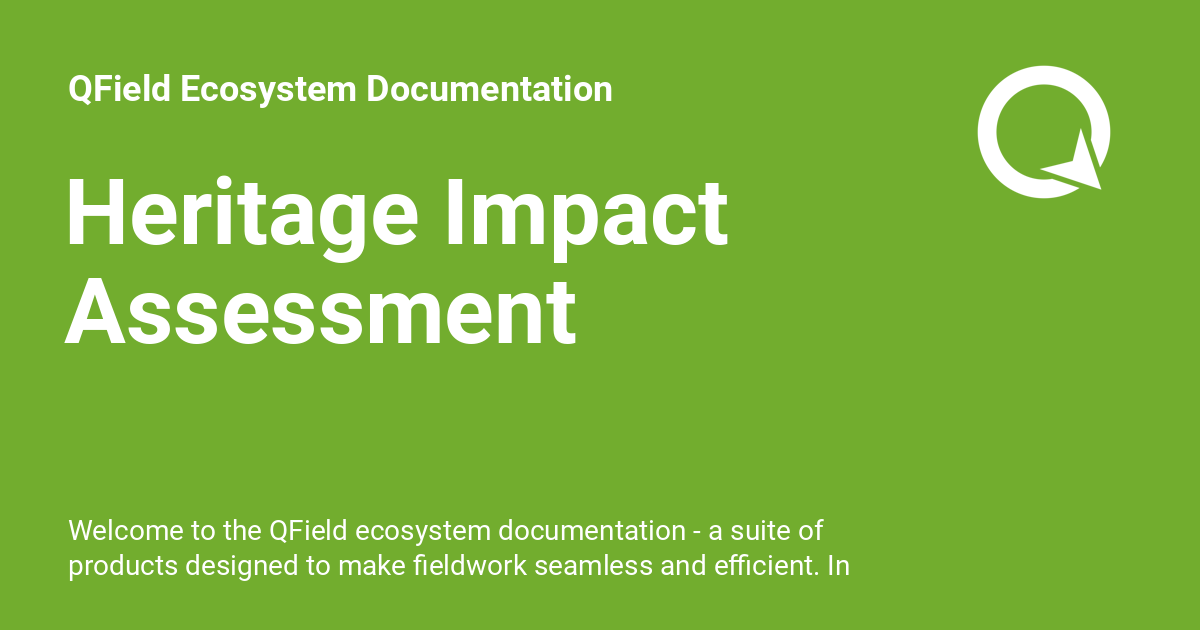 QField Ecosystem Documentation
Heritage Impact
Assessment
Welcome to the QField ecosystem documentation - a suite of
products designed to make fieldwork seamless and efficient. In